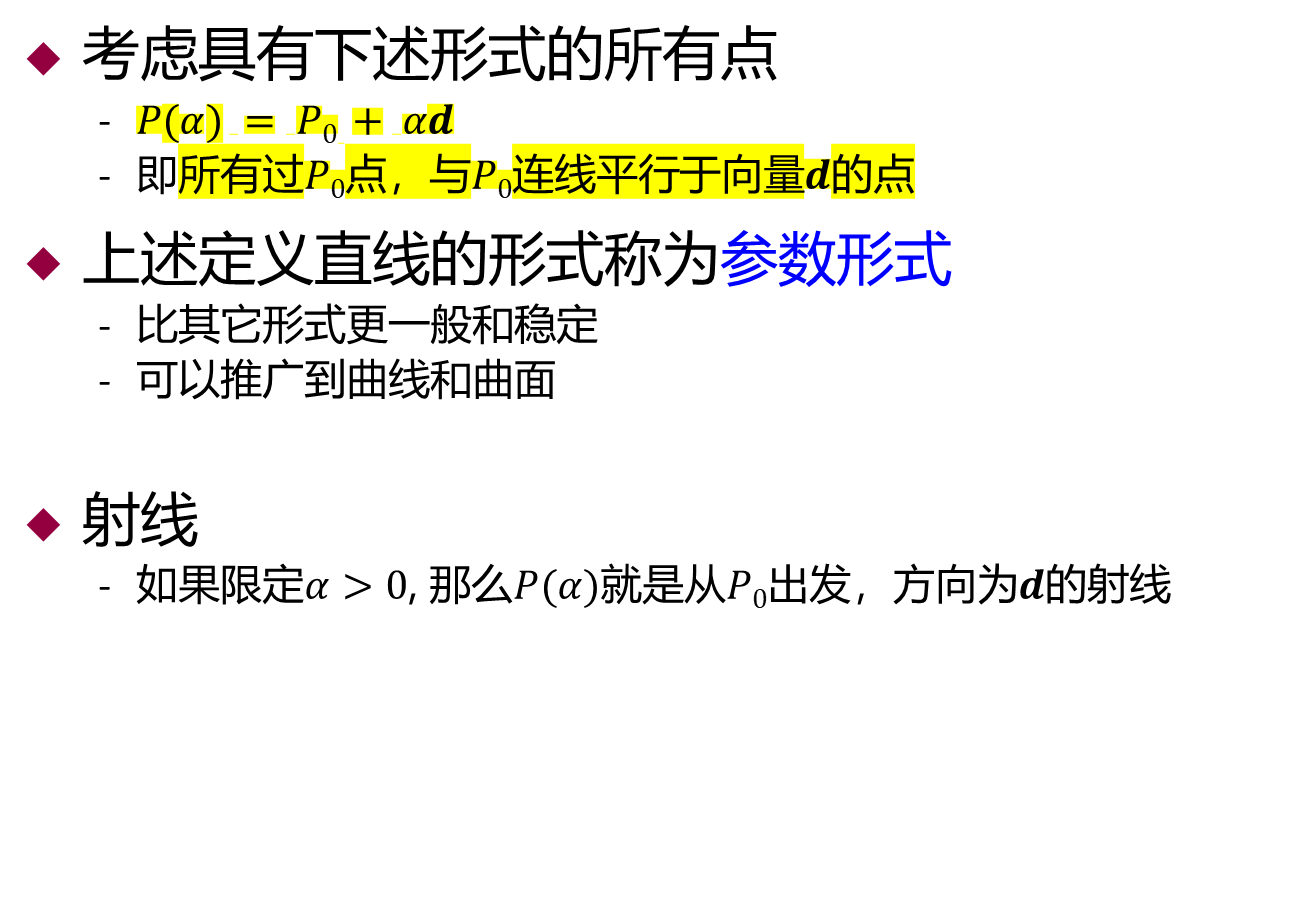 ◆ 考虑具有下述形式的所有点
- P(α) = P₀ + αd
- 即所有过P₀点，与P₀连线平行于向量d的点
◆ 上述定义直线的形式称为参数形式
- 比其它形式更一般和稳定
- 可以推广到曲线和曲面
◆ 射线
- 如果限定α > 0, 那么P(α)就是从P₀出发，方向为d的射线